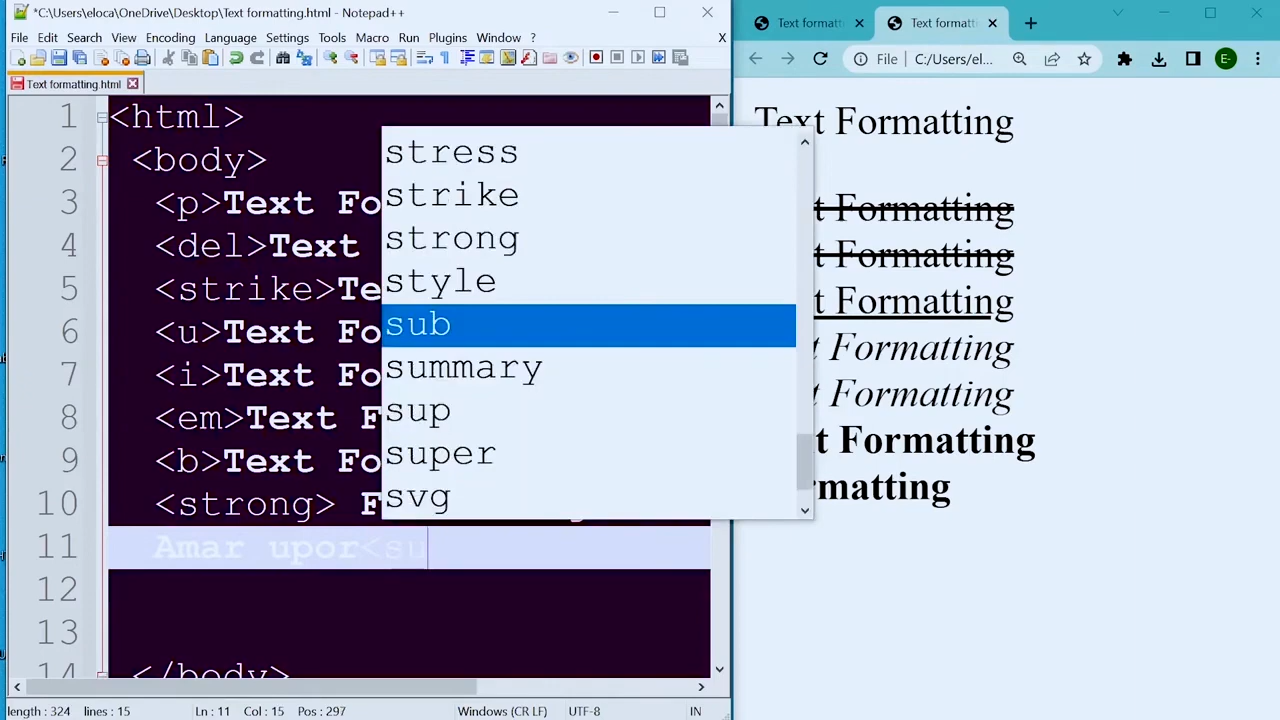 *C:\Users\eloca\OneDrive\Desktop\Text formatting.html - Notepad++
File Edit Search View Encoding Language Settings Tools Macro Run Plugins Window ? X
Text formatting.html
1 <html>
2 <body>
3 <p>Text Fo
4 <del>Text
5 <strike>Te
6 <u>Text Fo
7 <i>Text Fo
8 <em>Text F
9 <b>Text Fo
10 <strong> F
11 Amar upor<su
12
13
14 </body>
stress
strike
strong
style
sub
summary
sup
super
svg
length : 324 lines : 15 Ln : 11 Col : 15 Pos : 297 Windows (CR LF) UTF-8 IN
Text formatt Text formatt
File C:/Users/el... E-
Text Formatting
t Formatting
t Formatting
t Formatting
t Formatting
t Formatting
t Formatting
rmatting